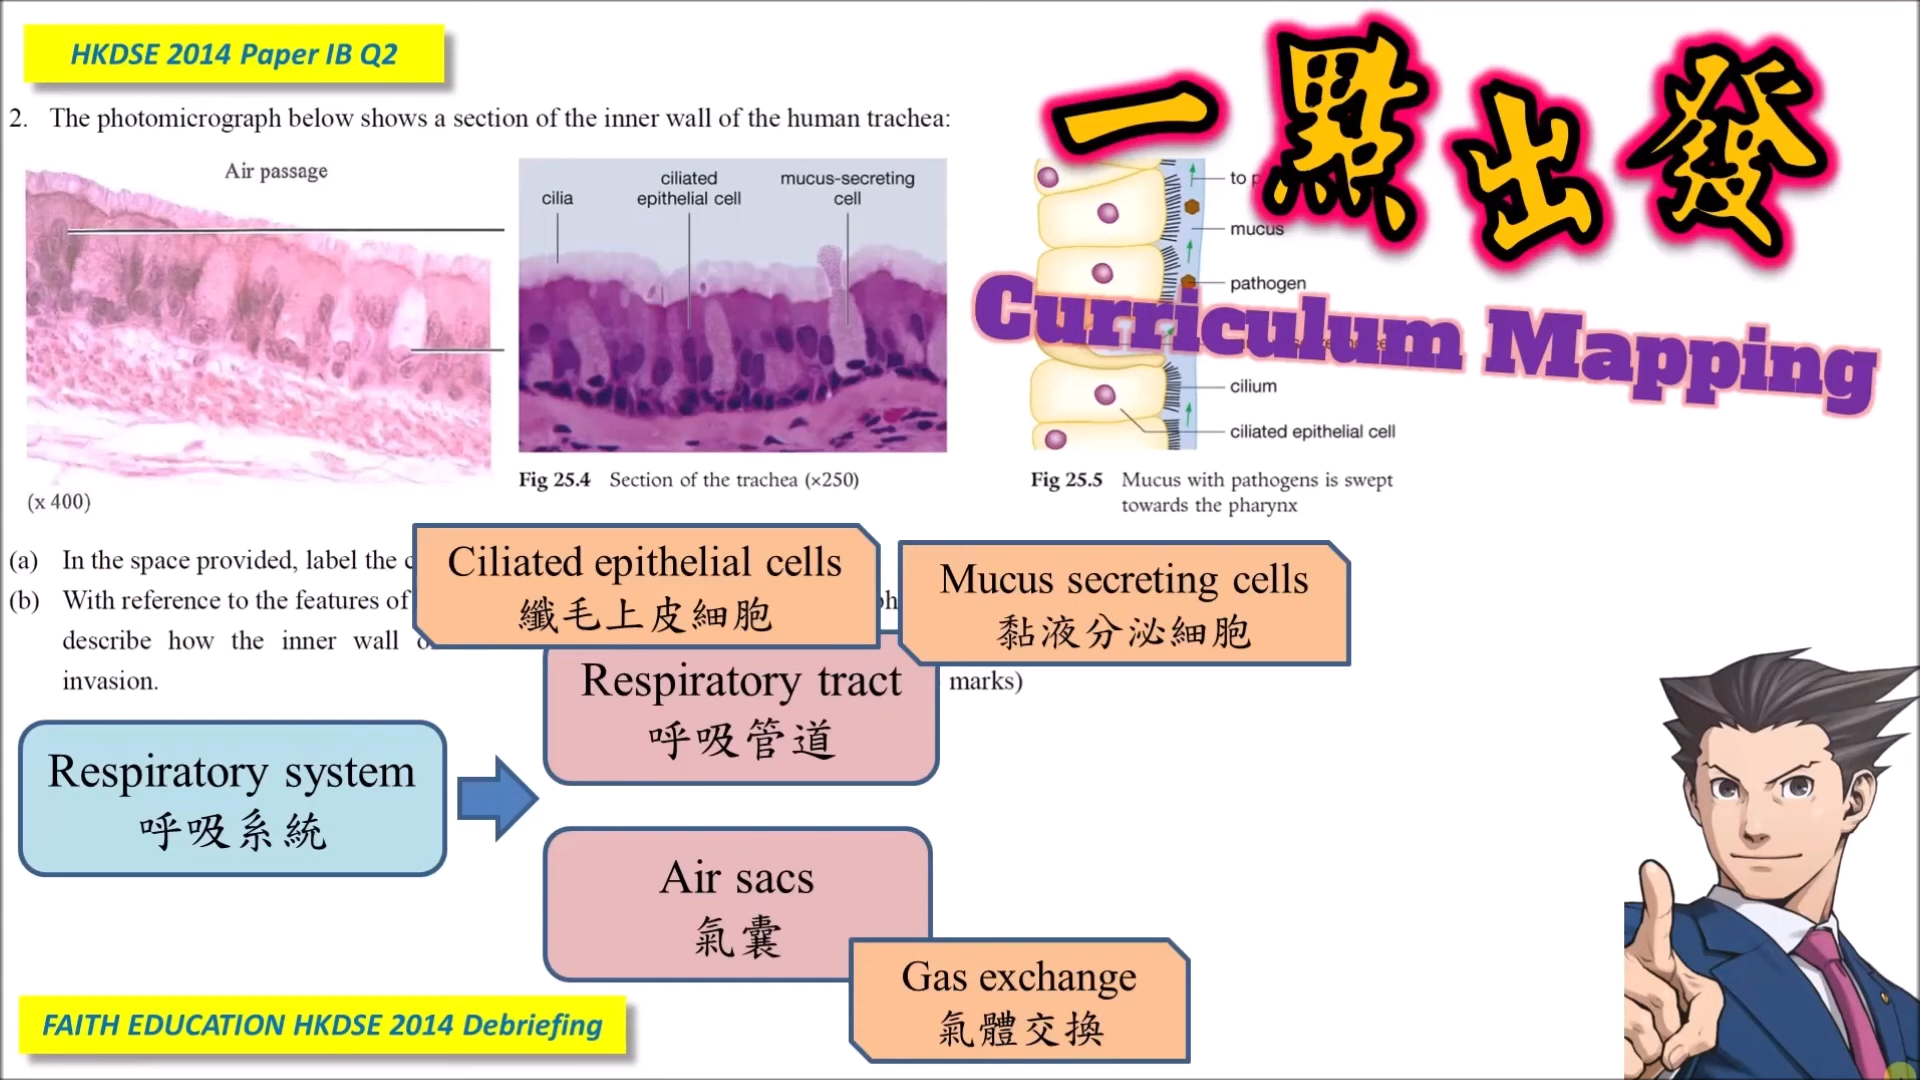 HKDSE 2014 Paper IB Q2
一點出發
Curriculum Mapping
2. The photomicrograph below shows a section of the inner wall of the human trachea:
Air passage
(x 400)
cilia
ciliated
epithelial cell
mucus-secreting
cell
Fig 25.4 Section of the trachea (×250)
to
mucus
pathogen
cilium
ciliated epithelial cell
Fig 25.5 Mucus with pathogens is swept
towards the pharynx
(a) In the space provided, label the
(b) With reference to the features of
describe how the inner wall
invasion.
marks)
Ciliated epithelial cells
纖毛上皮細胞
Mucus secreting cells
黏液分泌細胞
Respiratory tract
呼吸管道
Respiratory system
呼吸系統
Air sacs
氣囊
Gas exchange
氣體交換
FAITH EDUCATION HKDSE 2014 Debriefing